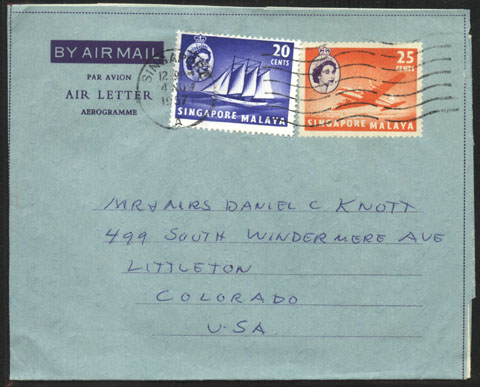 BY AIR MAIL
PAR AVION
AIR LETTER
AEROGRAMME
SINGAPORE
20
CENTS
SINGAPORE MALAYA
25
CENTS
SINGAPORE MALAYA
MR & MRS DANIEL C KNOTT
499 SOUTH WINDERMERE AVE
LITTLETON
COLORADO
U.S.A